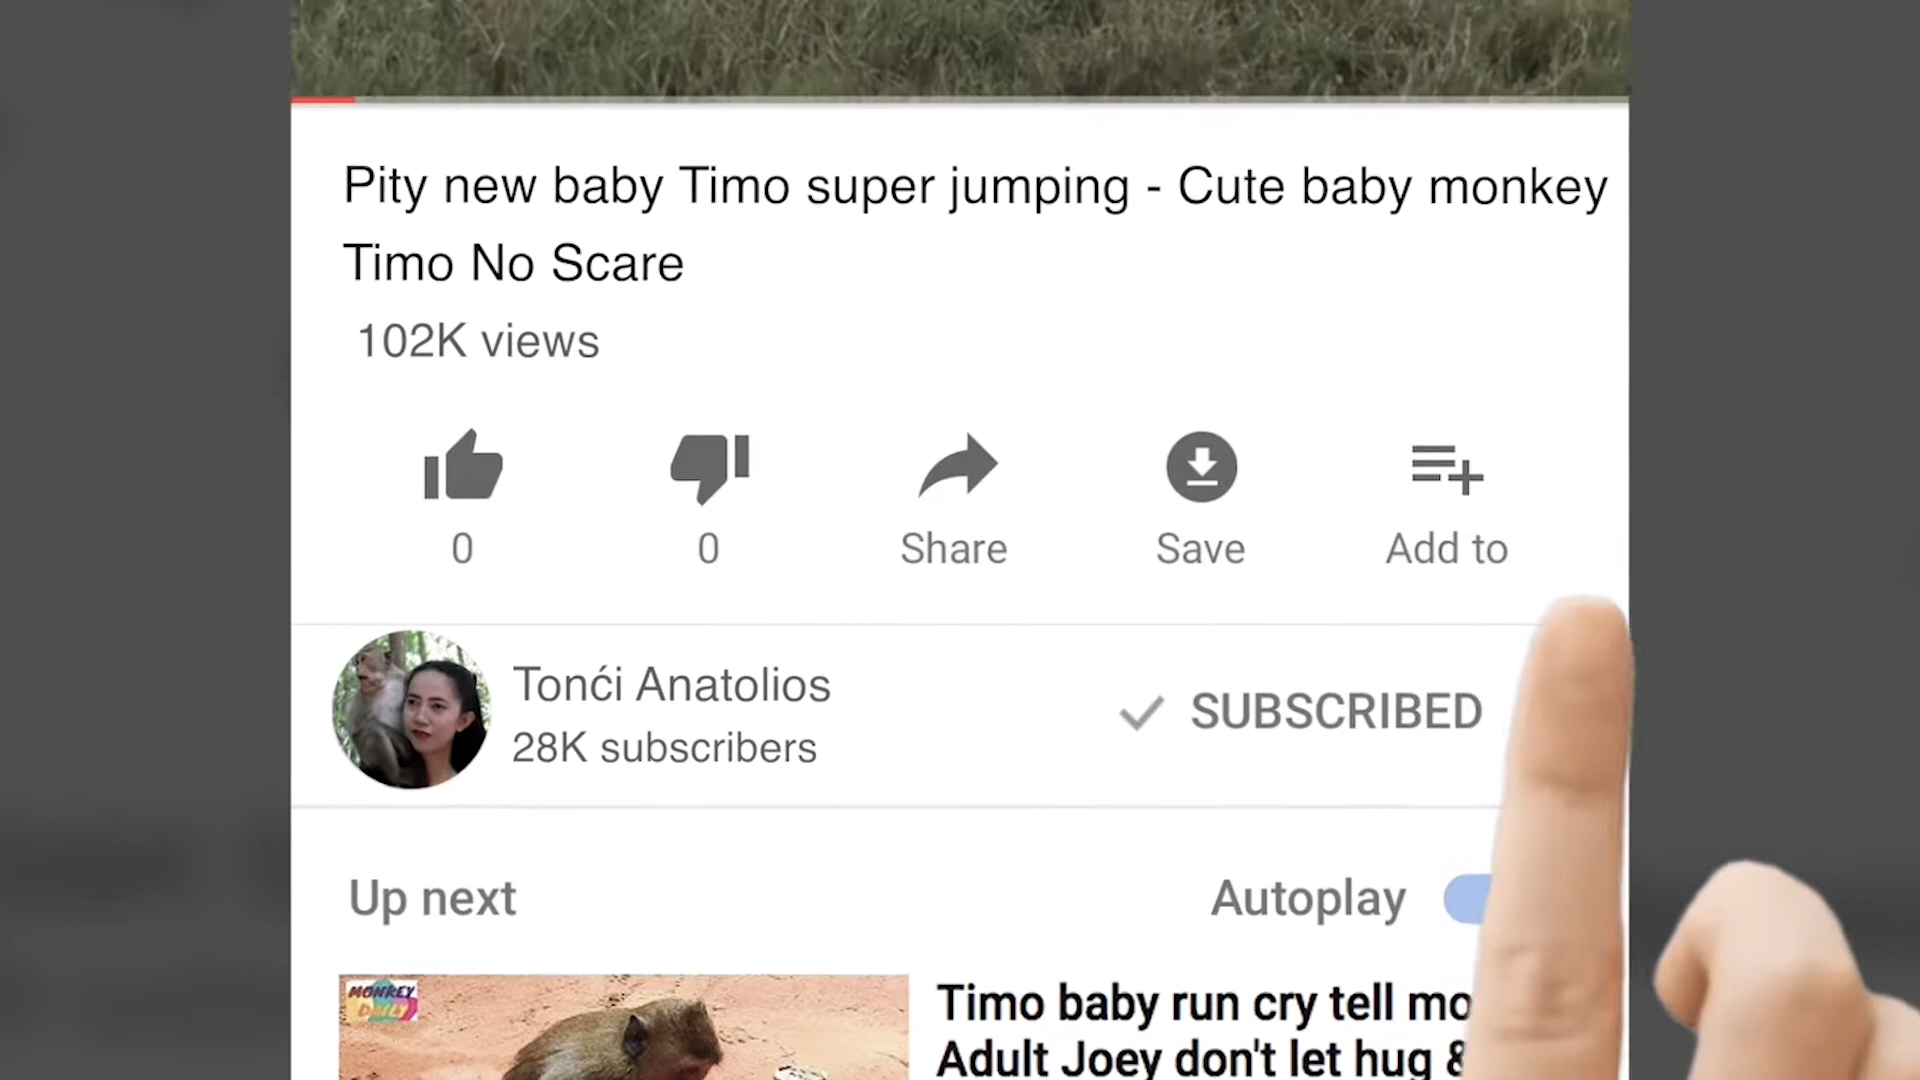 Pity new baby Timo super jumping - Cute baby monkey
Timo No Scare
102K views
0
0
Share
Save
Add to
Tonći Anatolios
28K subscribers
SUBSCRIBED
Up next
Autoplay
MONKEY
DAILY
Timo baby run cry tell
Adult Joey don't let hug &